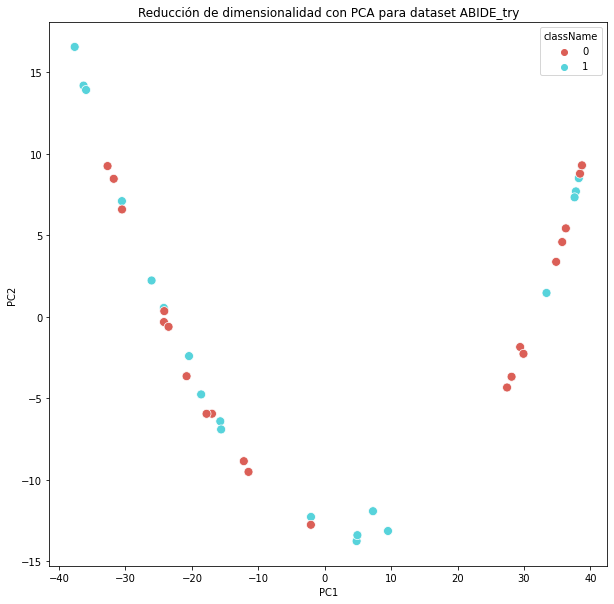 Reducción de dimensionalidad con PCA para dataset ABIDE_try
className
0
1
15
10
5
0
−5
−10
−15
PC2
−40 −30 −20 −10 0 10 20 30 40
PC1